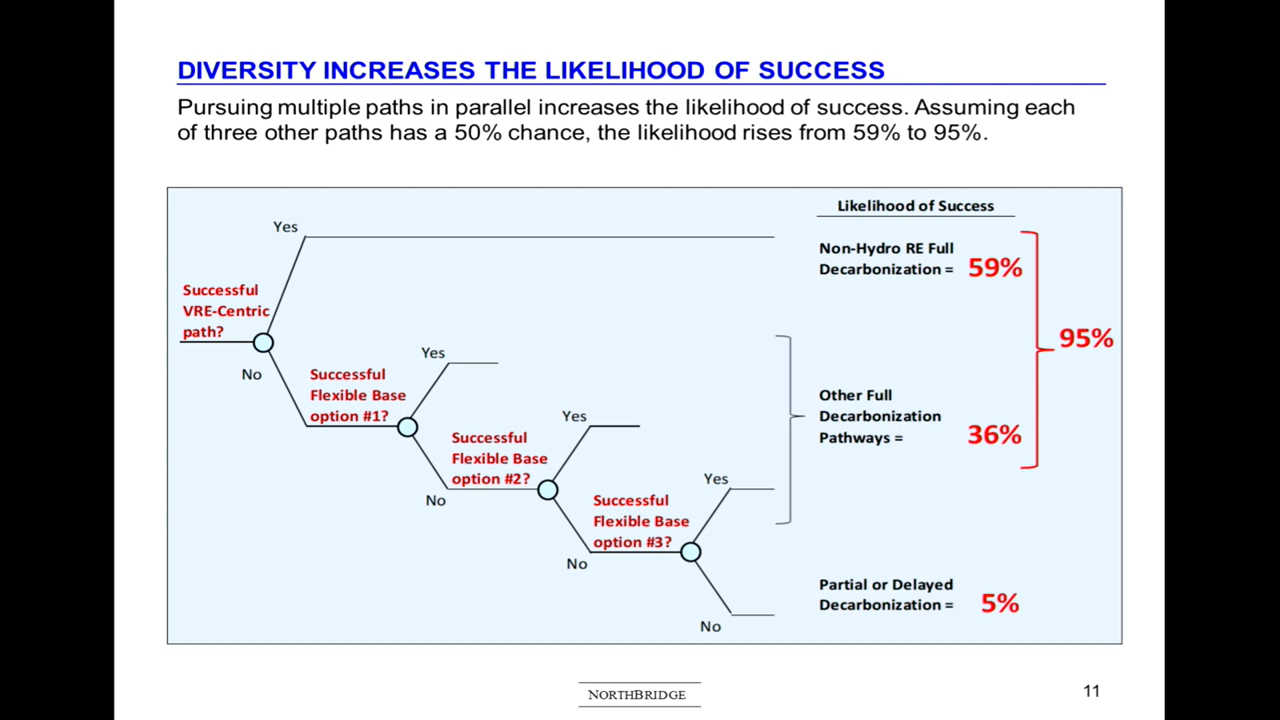 DIVERSITY INCREASES THE LIKELIHOOD OF SUCCESS
Pursuing multiple paths in parallel increases the likelihood of success. Assuming each
of three other paths has a 50% chance, the likelihood rises from 59% to 95%.
Likelihood of Success
Yes
Non-Hydro RE Full
Decarbonization = 59%
Successful
VRE-Centric
path?
95%
No
Yes
Successful
Flexible Base
option #1?
Other Full
Decarbonization
Pathways = 36%
Yes
Successful
Flexible Base
option #2?
No
Yes
Successful
Flexible Base
option #3?
No
Partial or Delayed
Decarbonization = 5%
No
NORTHBRIDGE
11